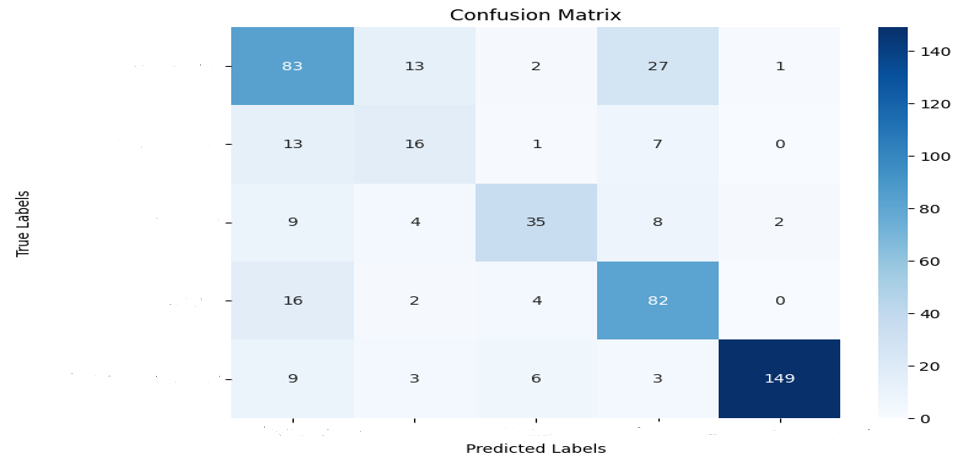 Confusion Matrix
83 13 2 27 1
13 16 1 7 0
9 4 35 8 2
16 2 4 82 0
9 3 6 3 149
True Labels
Predicted Labels
140
120
100
80
60
40
20
0